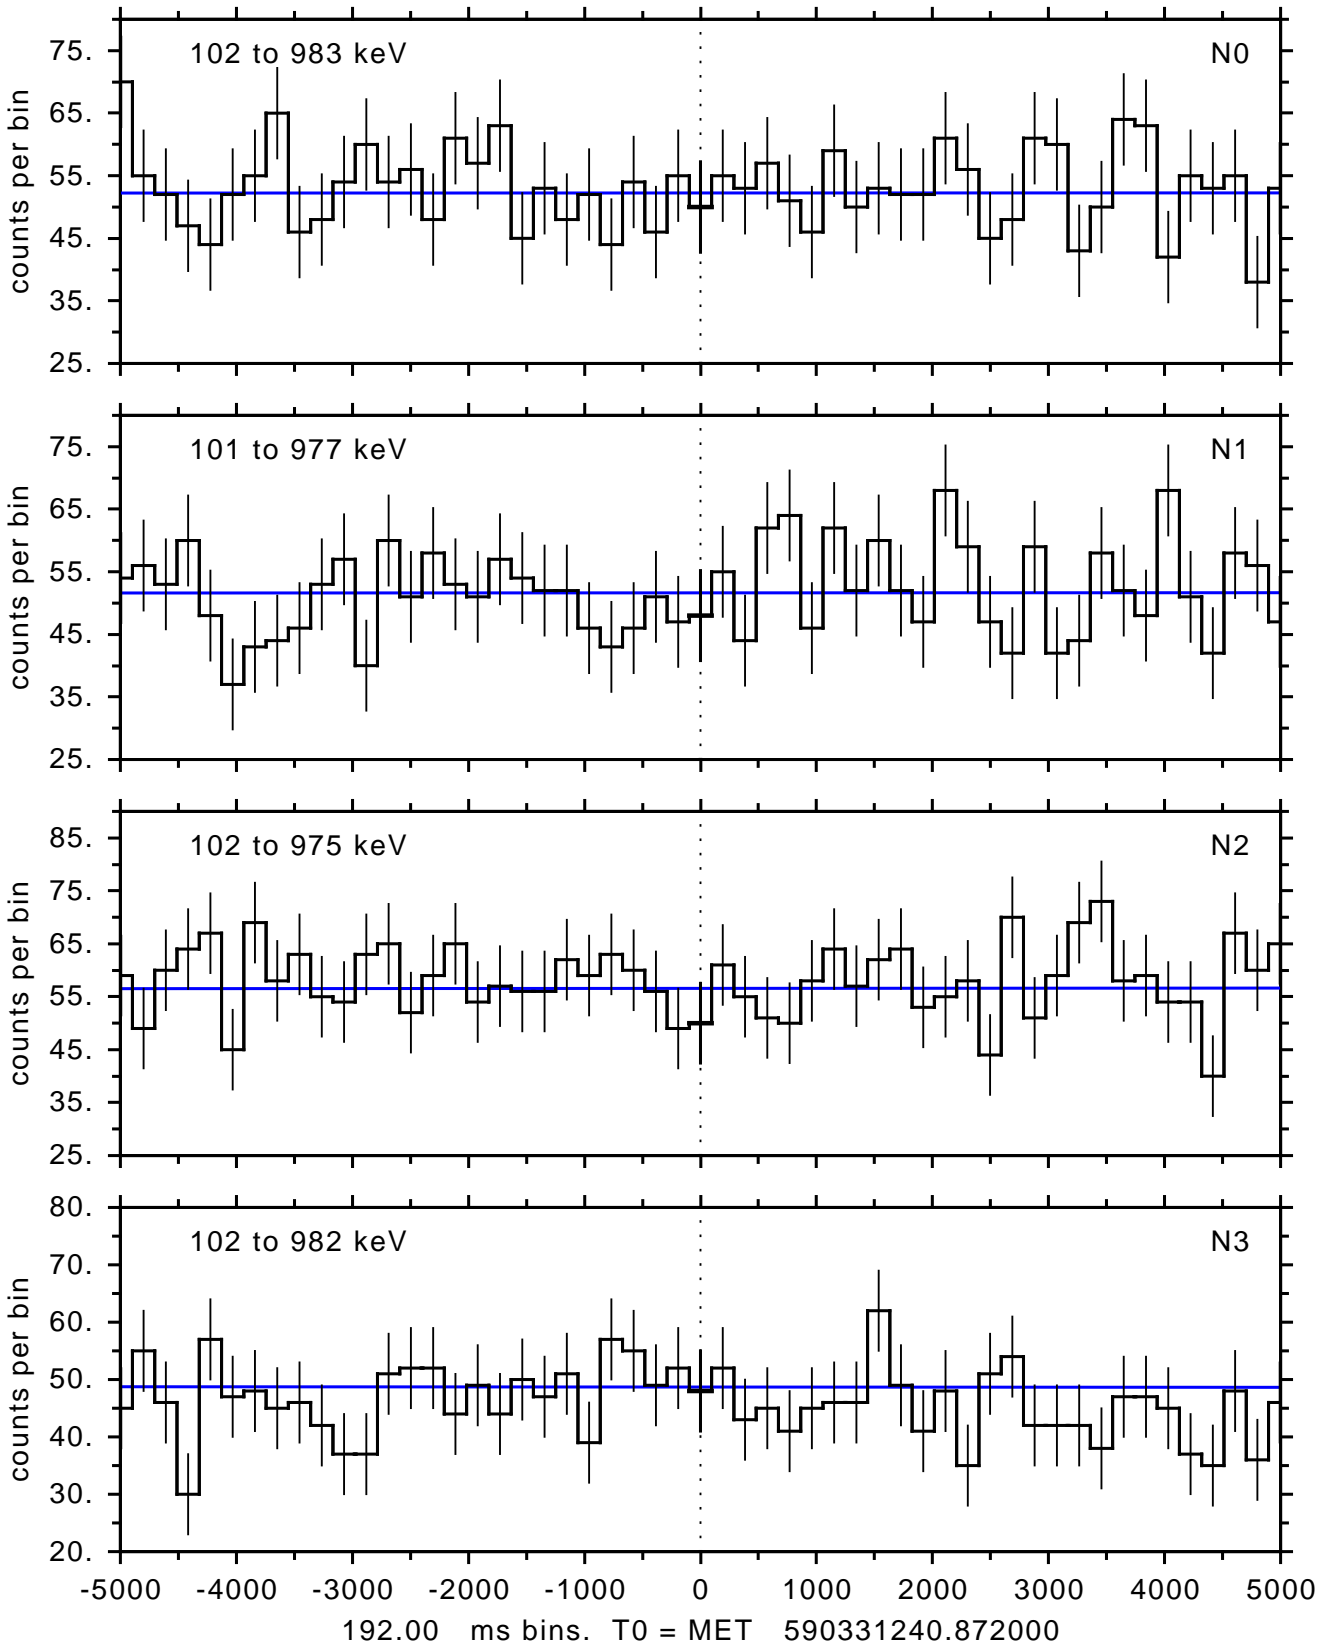 102 to 983 keV N0
75.
65.
55.
45.
35.
25.
counts per bin
101 to 977 keV N1
75.
65.
55.
45.
35.
25.
counts per bin
102 to 975 keV N2
85.
75.
65.
55.
45.
35.
25.
counts per bin
102 to 982 keV N3
80.
70.
60.
50.
40.
30.
20.
counts per bin
-5000 -4000 -3000 -2000 -1000 0 1000 2000 3000 4000 5000
192.00 ms bins. T0 = MET 590331240.872000